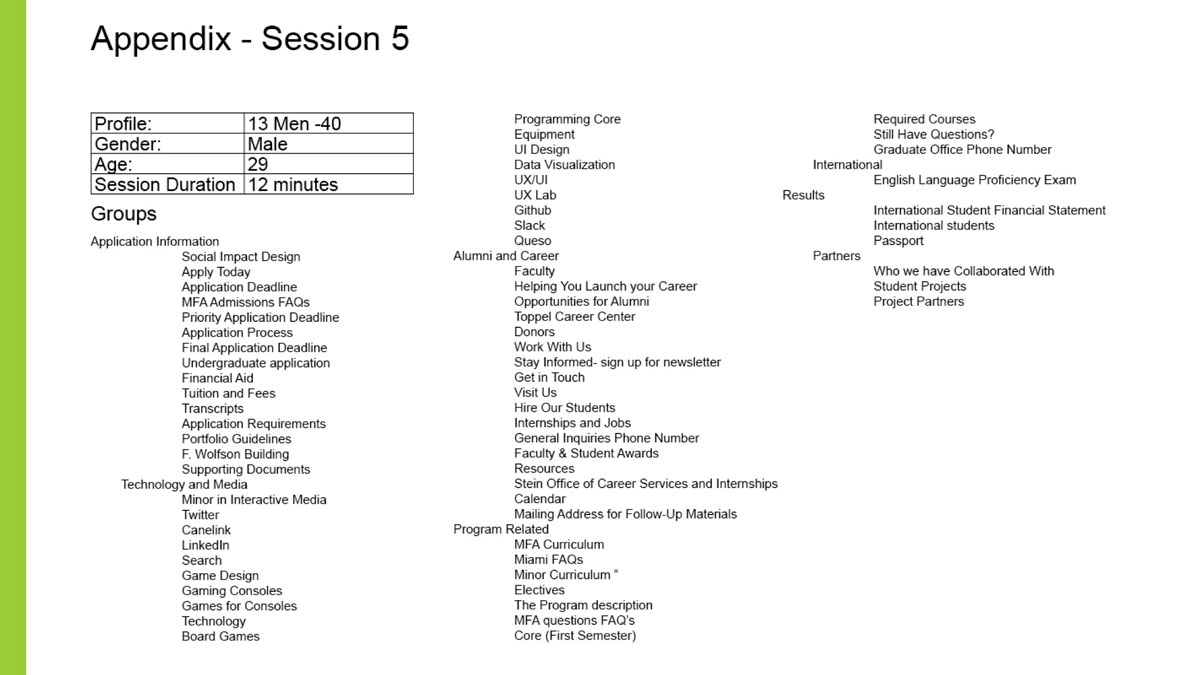 Appendix - Session 5
Profile: 13 Men -40
Gender: Male
Age: 29
Session Duration 12 minutes
Groups
Application Information
Social Impact Design
Apply Today
Application Deadline
MFA Admissions FAQs
Priority Application Deadline
Application Process
Final Application Deadline
Undergraduate application
Financial Aid
Tuition and Fees
Transcripts
Application Requirements
Portfolio Guidelines
F. Wolfson Building
Supporting Documents
Technology and Media
Minor in Interactive Media
Twitter
Canelink
LinkedIn
Search
Game Design
Gaming Consoles
Games for Consoles
Technology
Board Games
Programming Core
Equipment
UI Design
Data Visualization
UX/UI
UX Lab
Github
Slack
Queso
Alumni and Career
Faculty
Helping You Launch your Career
Opportunities for Alumni
Toppel Career Center
Donors
Work With Us
Stay Informed- sign up for newsletter
Get in Touch
Visit Us
Hire Our Students
Internships and Jobs
General Inquiries Phone Number
Faculty & Student Awards
Resources
Stein Office of Career Services and Internships
Calendar
Mailing Address for Follow-Up Materials
Program Related
MFA Curriculum
Miami FAQs
Minor Curriculum “
Electives
The Program description
MFA questions FAQ’s
Core (First Semester)
Required Courses
Still Have Questions?
Graduate Office Phone Number
International
English Language Proficiency Exam
Results
International Student Financial Statement
International students
Passport
Partners
Who we have Collaborated With
Student Projects
Project Partners